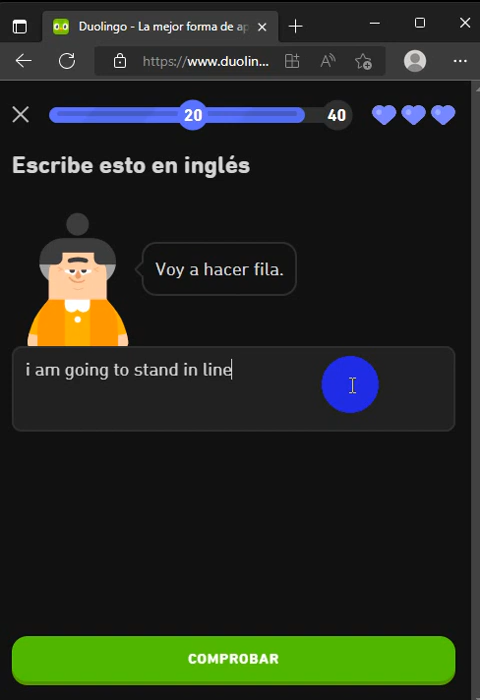 Duolingo - La mejor forma de ap
https://www.duolin...
20
40
Escribe esto en inglés
Voy a hacer fila.
i am going to stand in line
COMPROBAR